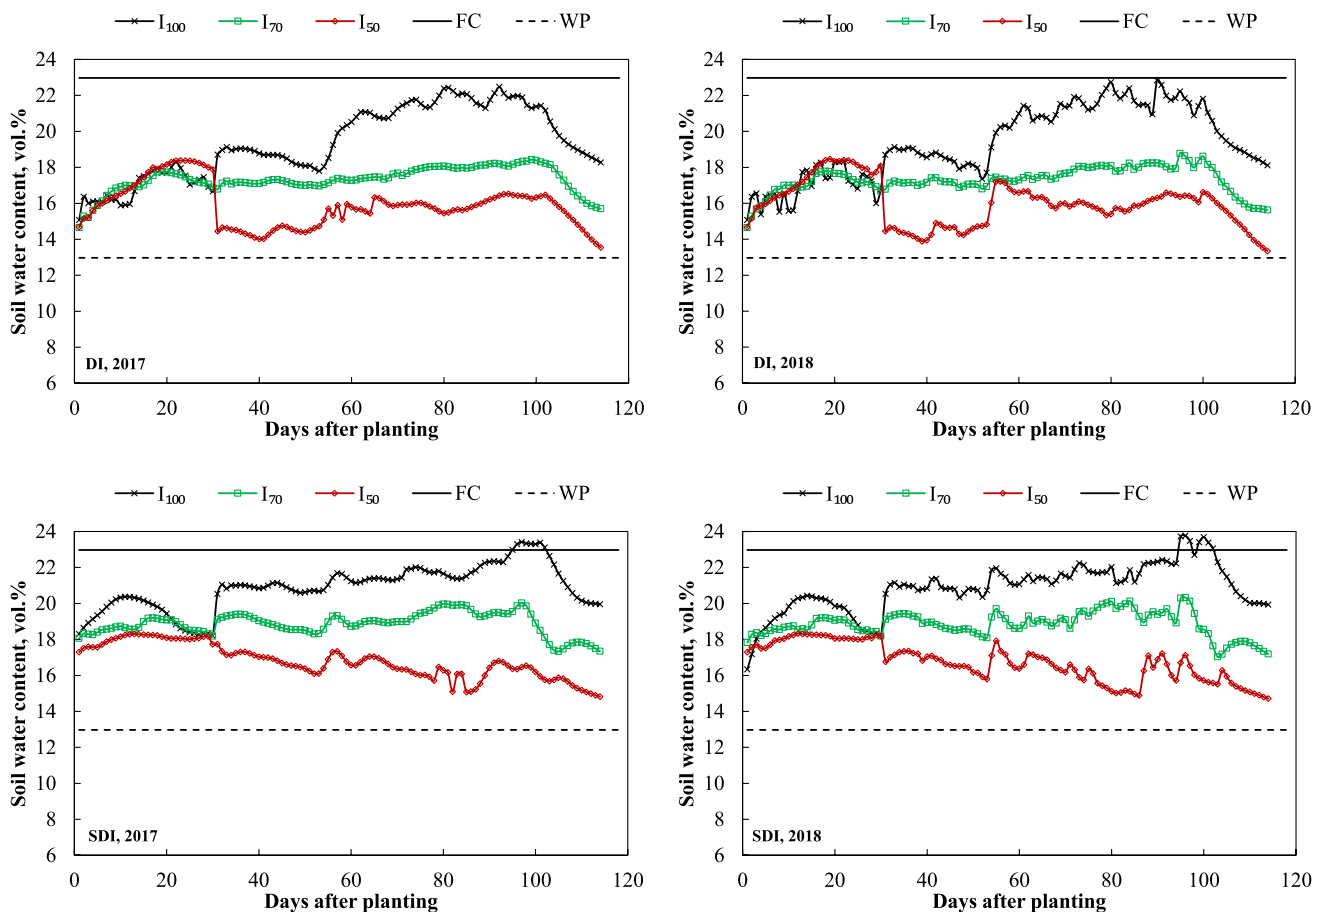 I100 I70 I50 FC WP
24
22
20
18
16
14
12
10
8
6
Soil water content, vol.%
DI, 2017
0 20 40 60 80 100 120
Days after planting
I100 I70 I50 FC WP
24
22
20
18
16
14
12
10
8
6
Soil water content, vol.%
DI, 2018
0 20 40 60 80 100 120
Days after planting
I100 I70 I50 FC WP
24
22
20
18
16
14
12
10
8
6
Soil water content, vol.%
SDI, 2017
0 20 40 60 80 100 120
Days after planting
I100 I70 I50 FC WP
24
22
20
18
16
14
12
10
8
6
Soil water content, vol.%
SDI, 2018
0 20 40 60 80 100 120
Days after planting